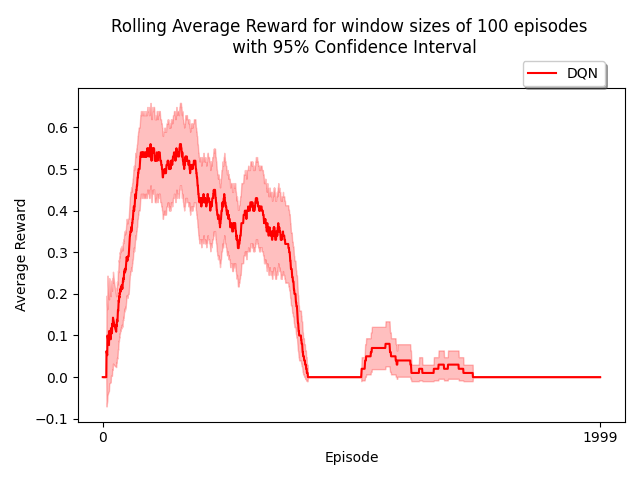 Rolling Average Reward for window sizes of 100 episodes
with 95% Confidence Interval
DQN
Average Reward
0.6
0.5
0.4
0.3
0.2
0.1
0.0
−0.1
0
1999
Episode